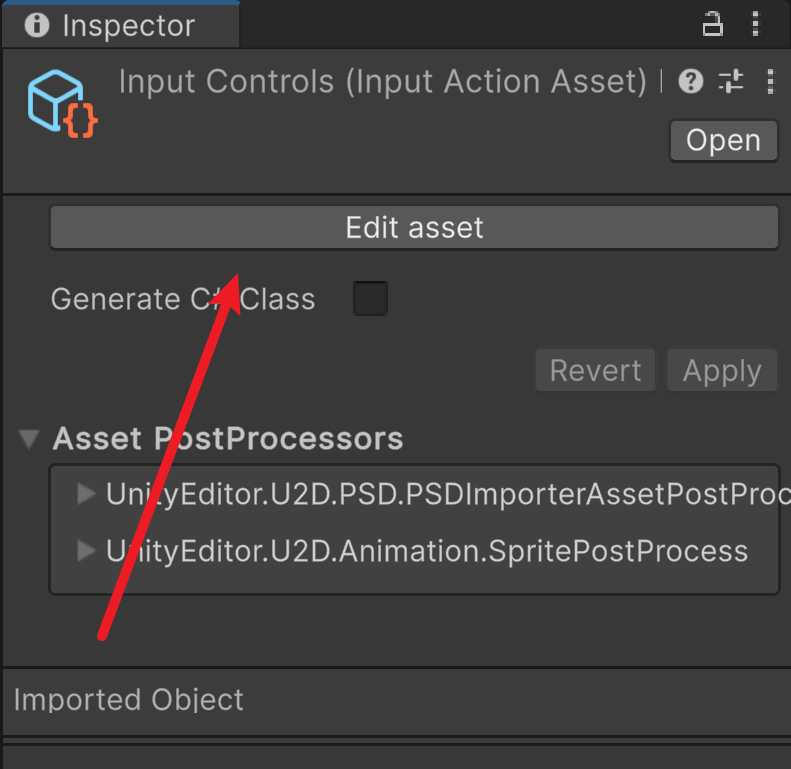 Inspector
Input Controls (Input Action Asset)
Open
Edit asset
Generate C# Class
Revert Apply
Asset PostProcessors
UnityEditor.U2D.PSD.PSDImporterAssetPostProc
UnityEditor.U2D.Animation.SpritePostProcess
Imported Object